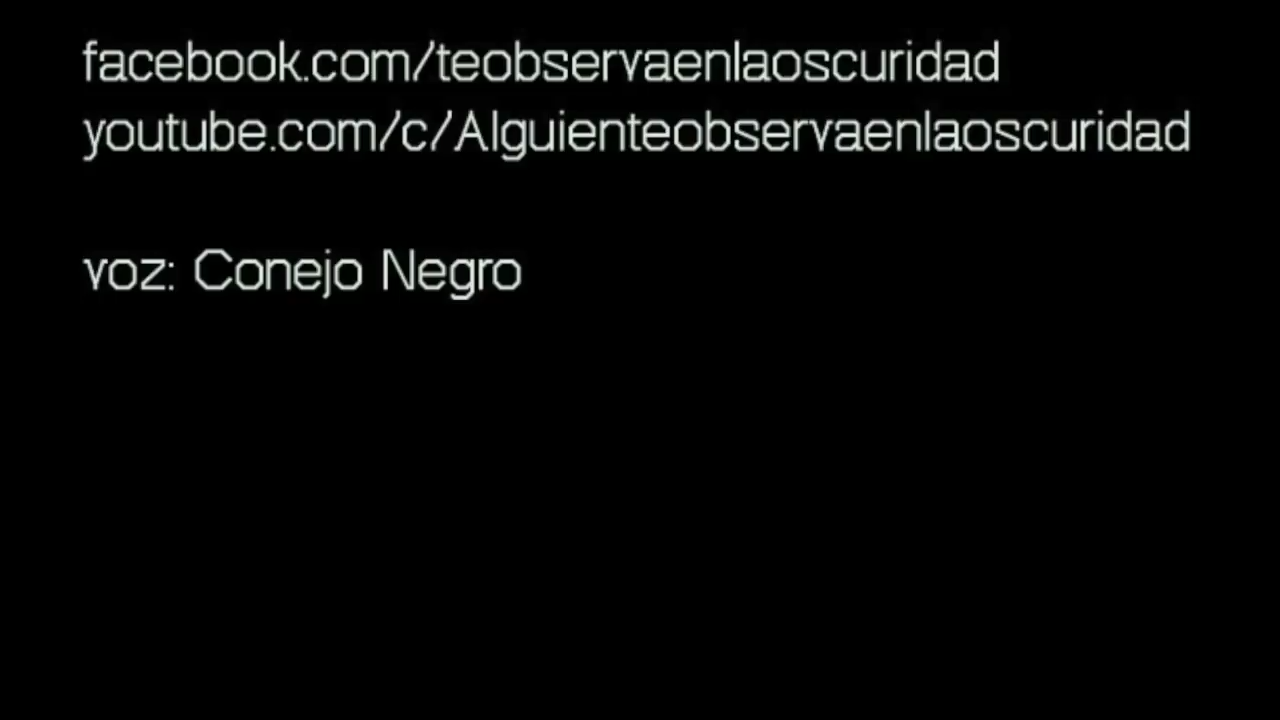 facebook.com/teobservaenlaoscuridad
youtube.com/c/Alguienteobservaenlaoscuridad
voz: Conejo Negro